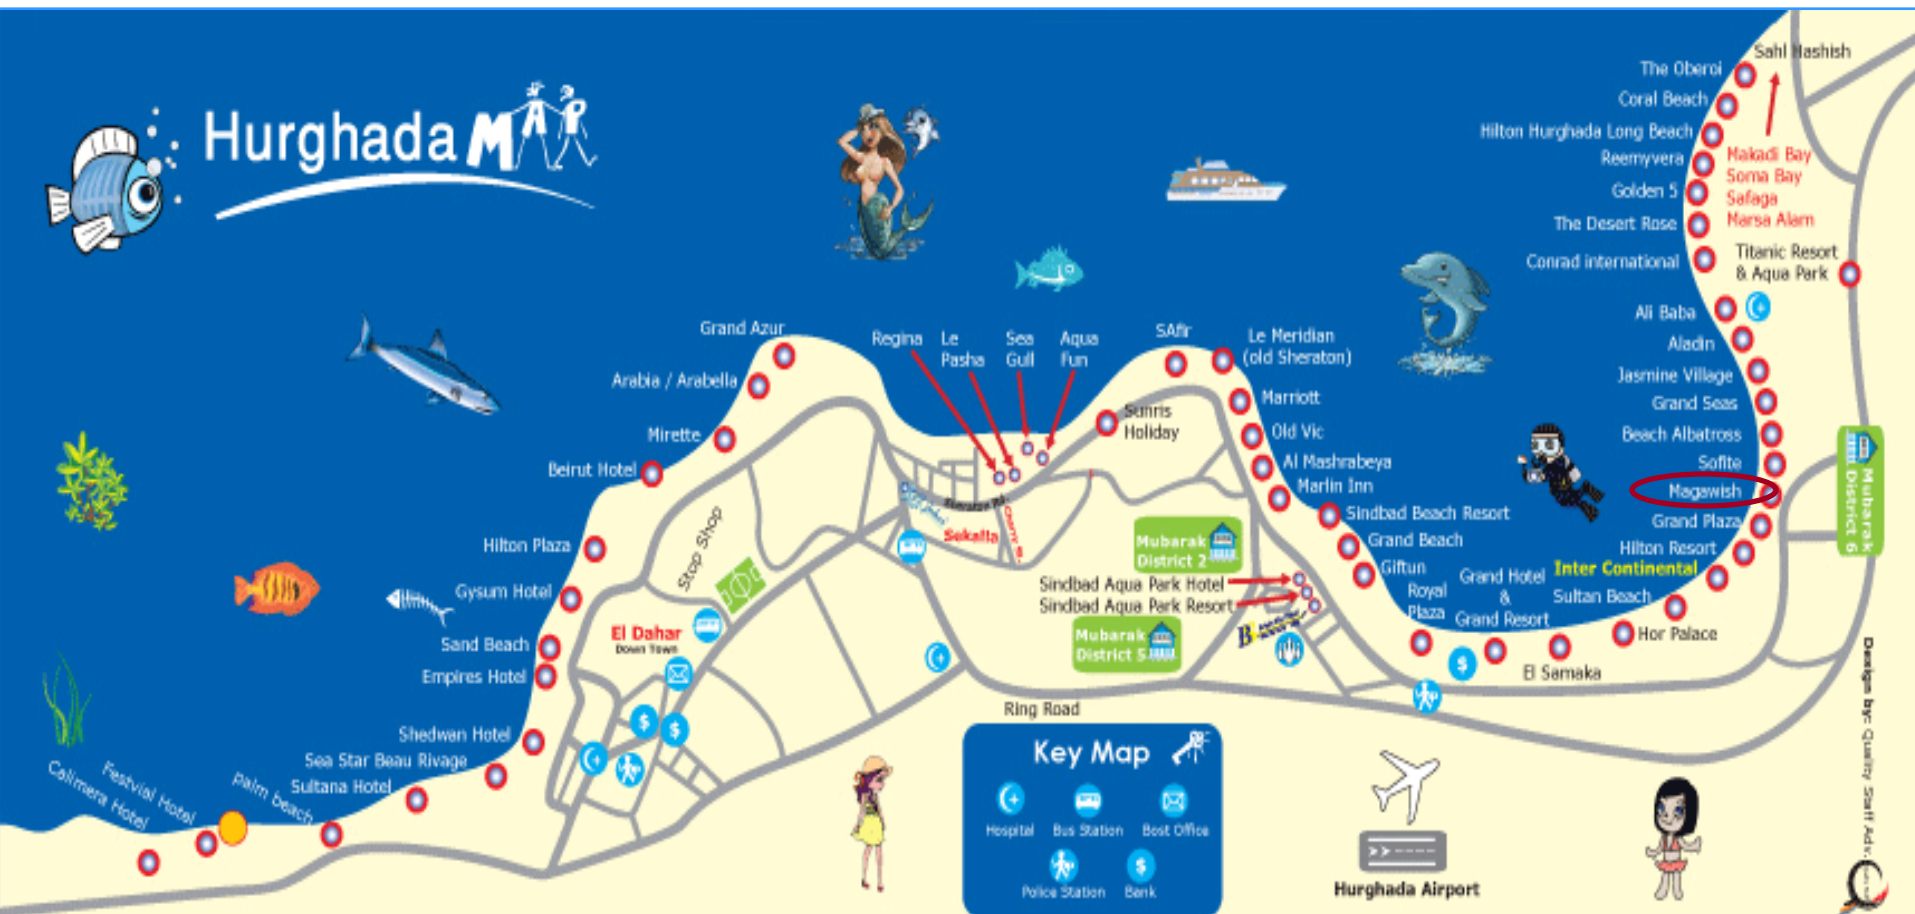 Hurghada MAP
Sahl Hashish
The Oberoi
Coral Beach
Hilton Hurghada Long Beach
Reemyvera
Golden 5
The Desert Rose
Conrad international
Makadi Bay
Soma Bay
Safaga
Marsa Alam
Titanic Resort
& Aqua Park
Ali Baba
Aladin
Jasmine Village
Grand Seas
Beach Albatross
Sofite
Magawish
Grand Plaza
Hilton Resort
Inter Continental
Sultan Beach
Hor Palace
El Samaka
Grand Hotel
&
Grand Resort
Royal
Plaza
Giftun
Grand Beach
Sindbad Beach Resort
Marlin Inn
Al Mashrabeya
Old Vic
Marriott
Le Meridian
(old Sheraton)
SAfir
Sunris
Holiday
Aqua
Fun
Sea
Gull
Le
Pasha
Regina
Grand Azur
Arabia / Arabella
Mirette
Beirut Hotel
Hilton Plaza
Gysum Hotel
Sand Beach
Empires Hotel
Shedwan Hotel
Sea Star Beau Rivage
Sultana Hotel
palm beach
Festvial Hotel
Calimera Hotel
Stop Shop
El Dahar
Down Town
Sheraton Rd.
Sekalla
Mubarak
District 2
Sindbad Aqua Park Hotel
Sindbad Aqua Park Resort
Mubarak
District 5
Mubarak
District 6
Ring Road
Key Map
Hospital
Bus Station
Bost Office
Police Station
Bank
Hurghada Airport
Design by: Quality Staff Adv.